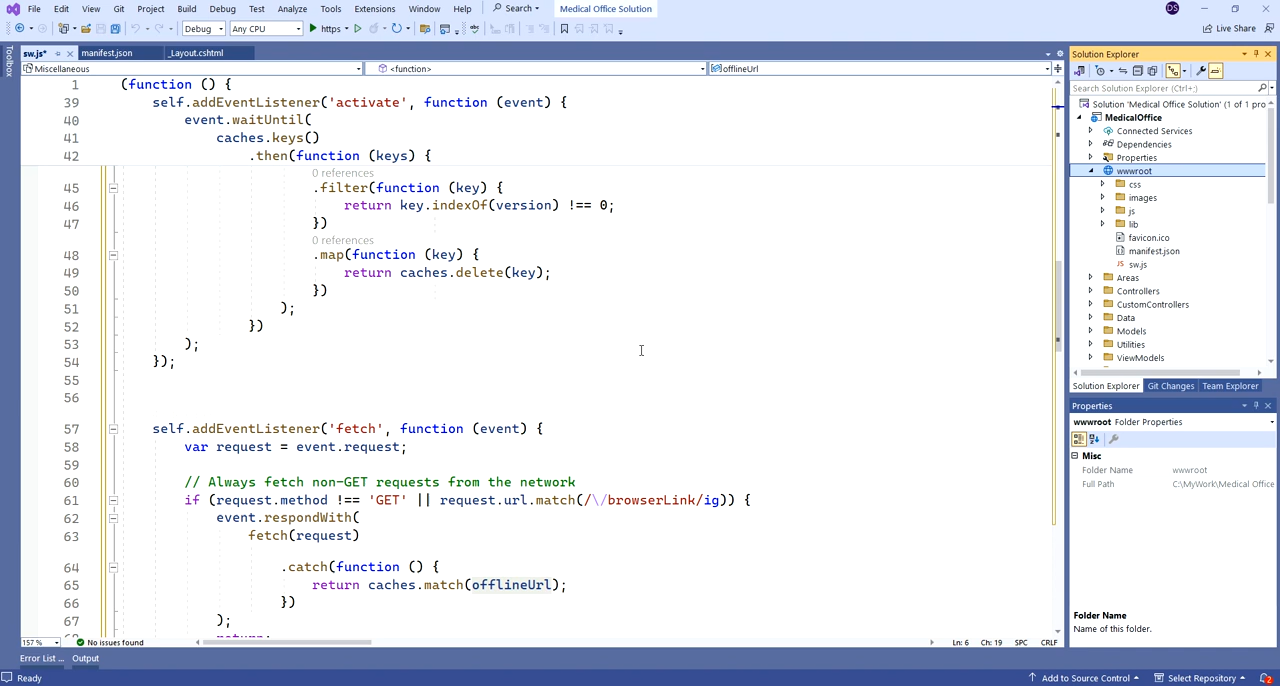 File Edit View Git Project Build Debug Test Analyze Tools Extensions Window Help Search Medical Office Solution DS
Debug Any CPU https Live Share
Toolbox
sw.js* manifest.json _Layout.cshtml
Miscellaneous <function> offlineUrl
1 (function () {
39 self.addEventListener('activate', function (event) {
40 event.waitUntil(
41 caches.keys()
42 .then(function (keys) {
0 references
45 .filter(function (key) {
46 return key.indexOf(version) !== 0;
47 })
0 references
48 .map(function (key) {
49 return caches.delete(key);
50 })
51 );
52 })
53 );
54 });
55
56
57 self.addEventListener('fetch', function (event) {
58 var request = event.request;
59
60 // Always fetch non-GET requests from the network
61 if (request.method !== 'GET' || request.url.match(/\/browserLink/ig)) {
62 event.respondWith(
63 fetch(request)
64 .catch(function () {
65 return caches.match(offlineUrl);
66 })
67 );
68 return;
157 % No issues found Ln: 6 Ch: 19 SPC CRLF
Error List ... Output
Ready Add to Source Control Select Repository 2
Solution Explorer
Search Solution Explorer (Ctrl+;)
Solution 'Medical Office Solution' (1 of 1 pro
MedicalOffice
Connected Services
Dependencies
Properties
wwwroot
css
images
js
lib
favicon.ico
manifest.json
JS sw.js
Areas
Controllers
CustomControllers
Data
Models
Utilities
ViewModels
Solution Explorer Git Changes Team Explorer
Properties
wwwroot Folder Properties
Misc
Folder Name wwwroot
Full Path C:\MyWork\Medical Office
Folder Name
Name of this folder.